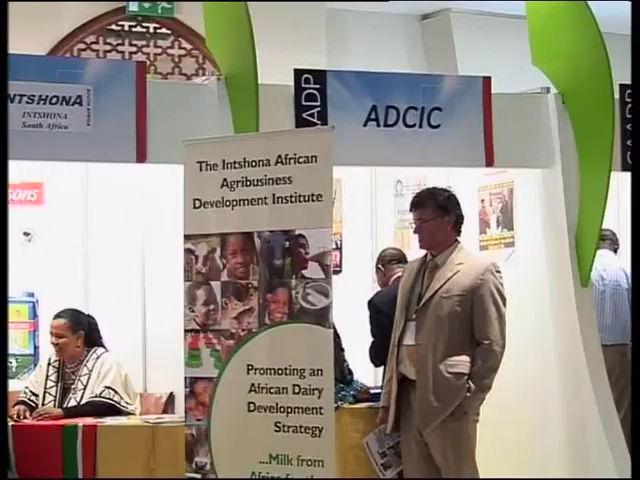 INTSHONA
INTSHONA
South Africa
ADP
ADCIC
CAADP
The Intshona African
Agribusiness
Development Institute
Promoting an
African Dairy
Development
Strategy
...Milk from